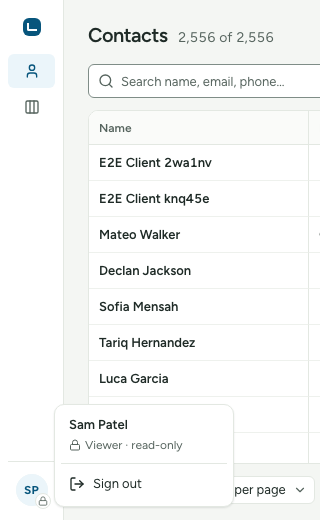 Contacts 2,556 of 2,556
Search name, email, phone...
Name
E2E Client 2wa1nv
E2E Client knq45e
Mateo Walker
Declan Jackson
Sofia Mensah
Tariq Hernandez
Luca Garcia
Sam Patel
Viewer · read-only
Sign out
SP
per page